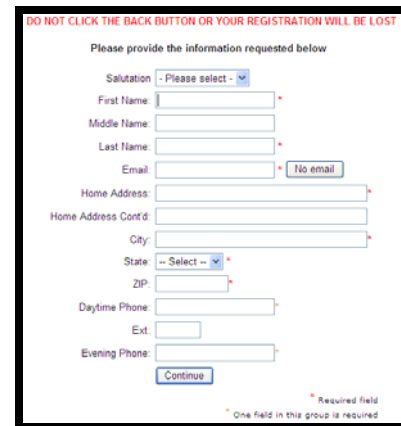 DO NOT CLICK THE BACK BUTTON OR YOUR REGISTRATION WILL BE LOST
Please provide the information requested below
Salutation - Please select -
First Name: *
Middle Name:
Last Name: *
Email: * No email
Home Address: *
Home Address Cont'd:
City: *
State: -- Select -- *
ZIP: *
Daytime Phone: *
Ext:
Evening Phone: *
Continue
* Required field
* One field in this group is required